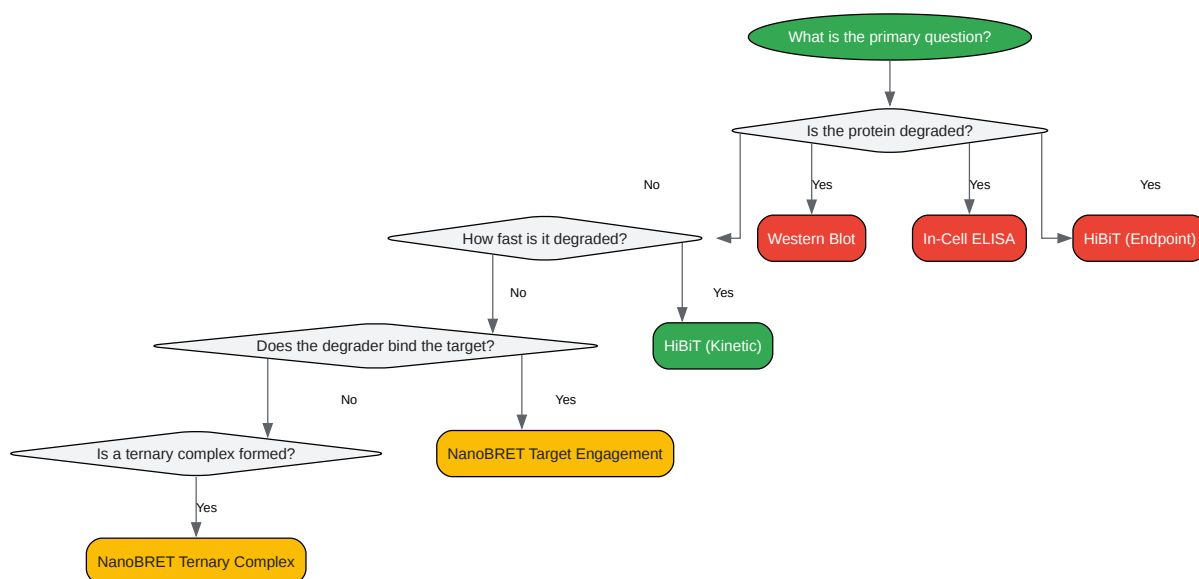 What is the primary question?
Is the protein degraded?
No
Yes
Yes
Yes
How fast is it degraded?
Western Blot
In-Cell ELISA
HiBiT (Endpoint)
No
Yes
Does the degrader bind the target?
HiBiT (Kinetic)
No
Yes
Is a ternary complex formed?
NanoBRET Target Engagement
Yes
NanoBRET Ternary Complex